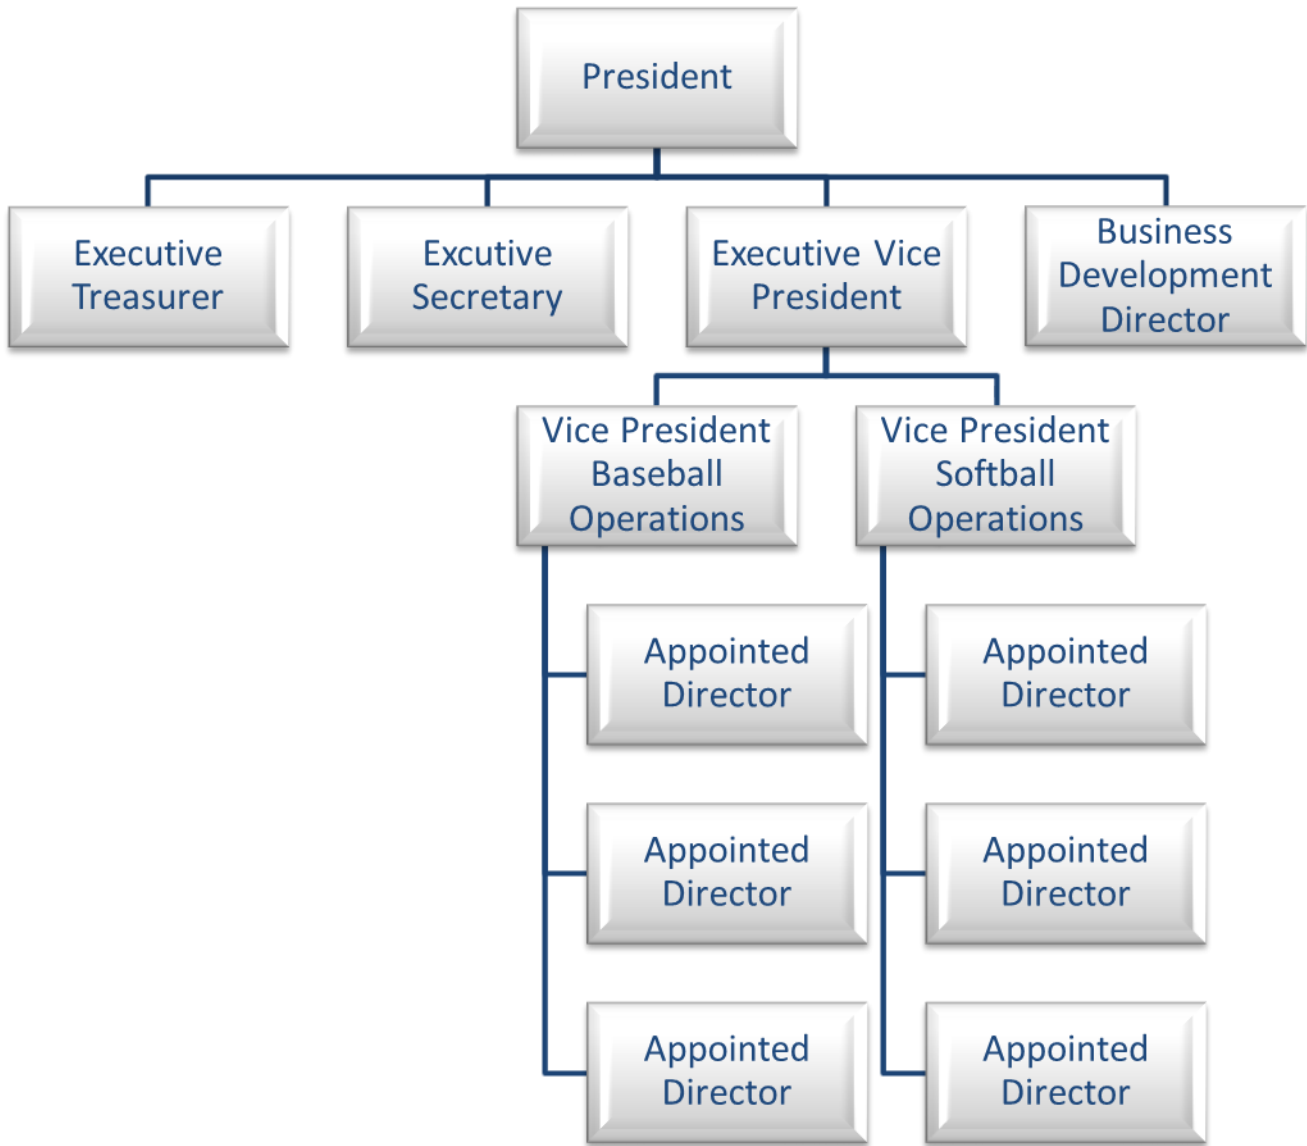 President
Executive
Treasurer
Excutive
Secretary
Executive Vice
President
Business
Development
Director
Vice President
Baseball
Operations
Vice President
Softball
Operations
Appointed
Director
Appointed
Director
Appointed
Director
Appointed
Director
Appointed
Director
Appointed
Director